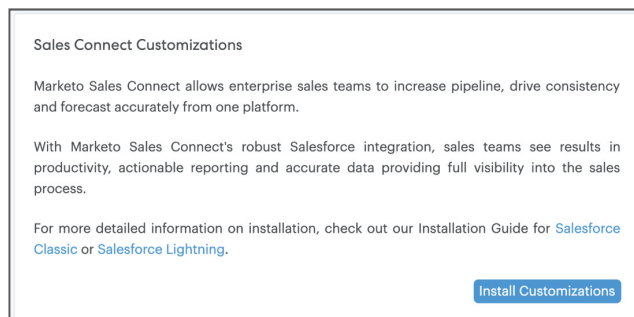 Sales Connect Customizations
Marketo Sales Connect allows enterprise sales teams to increase pipeline, drive consistency
and forecast accurately from one platform.
With Marketo Sales Connect's robust Salesforce integration, sales teams see results in
productivity, actionable reporting and accurate data providing full visibility into the sales
process.
For more detailed information on installation, check out our Installation Guide for Salesforce
Classic or Salesforce Lightning.
Install Customizations